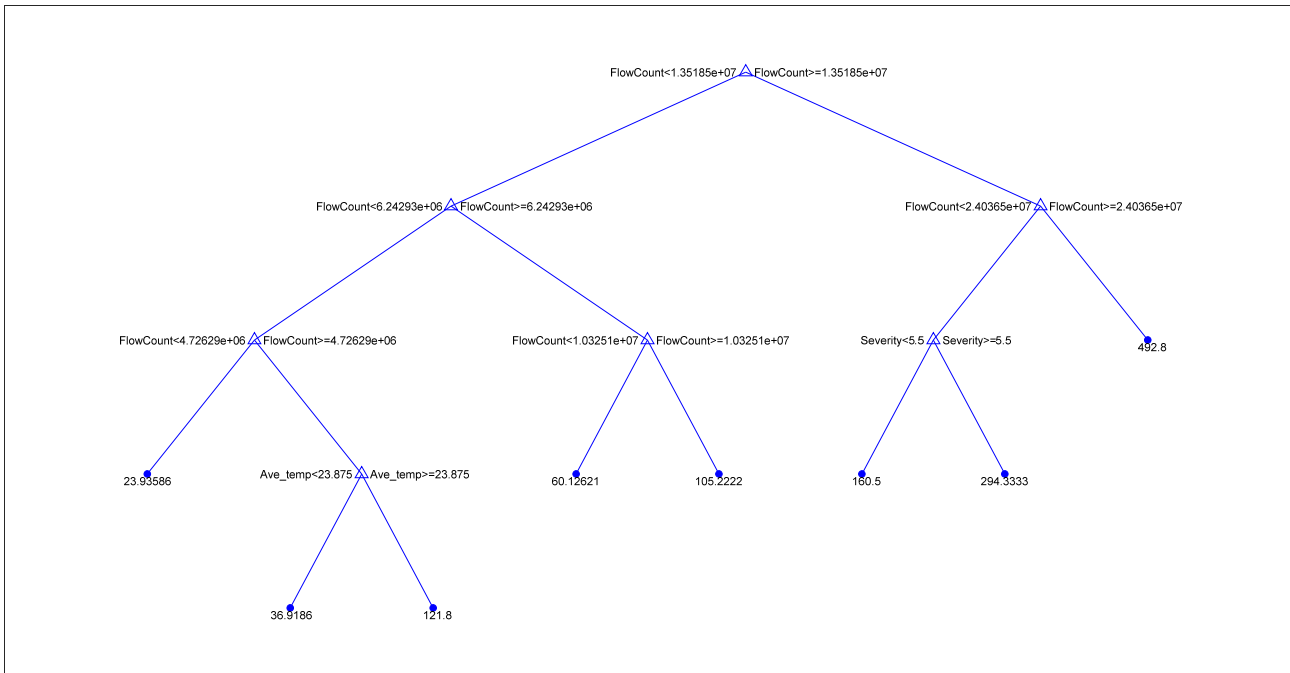 FlowCount<1.35185e+07 FlowCount>=1.35185e+07
FlowCount<6.24293e+06 FlowCount>=6.24293e+06
FlowCount<2.40365e+07 FlowCount>=2.40365e+07
FlowCount<4.72629e+06 FlowCount>=4.72629e+06
FlowCount<1.03251e+07 FlowCount>=1.03251e+07
Severity<5.5 Severity>=5.5
492.8
23.93586
Ave_temp<23.875 Ave_temp>=23.875
60.12621
105.2222
160.5
294.3333
36.9186
121.8